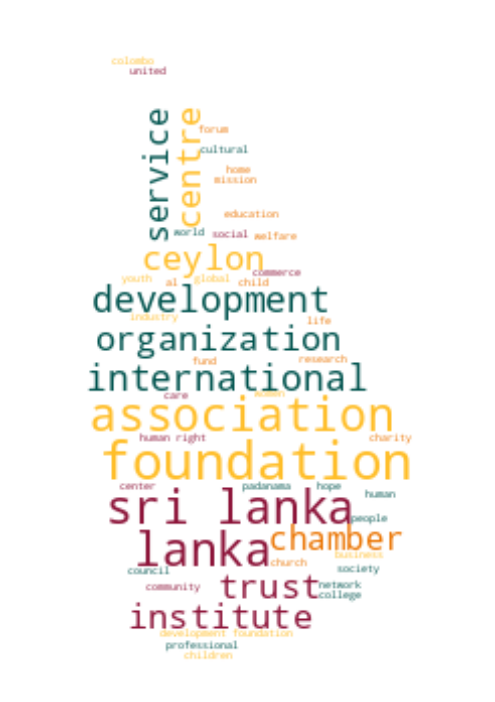 colombo
united
service
centre
forum
cultural
home
mission
education
world social welfare
ceylon
commerce
youth al global child
development
industry
life
organization
fund
research
international
care
women
association
human right
charity
foundation
center
padanama
hope
human
sri lanka
people
chamber
lanka
business
church
council
society
trust
network
community
college
institute
development foundation
professional
children